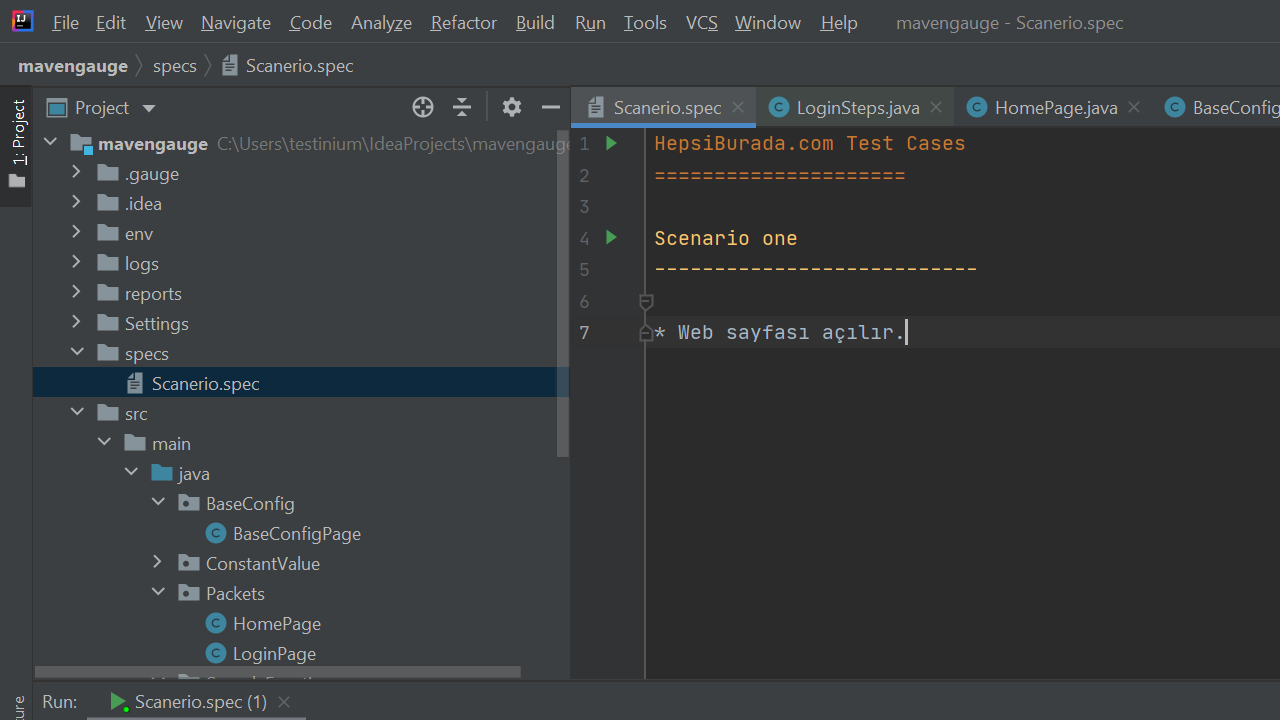 File Edit View Navigate Code Analyze Refactor Build Run Tools VCS Window Help mavengauge - Scanerio.spec
mavengauge specs Scanerio.spec
1: Project
Project
Scanerio.spec LoginSteps.java HomePage.java BaseConfig
mavengauge C:\Users\testinium\IdeaProjects\mavengauge
.gauge
.idea
env
logs
reports
Settings
specs
Scanerio.spec
src
main
java
BaseConfig
BaseConfigPage
ConstantValue
Packets
HomePage
LoginPage
1 HepsiBurada.com Test Cases
2 =====================
3
4 Scenario one
5 ---------------------------
6
7 * Web sayfası açılır.
Run: Scanerio.spec (1)